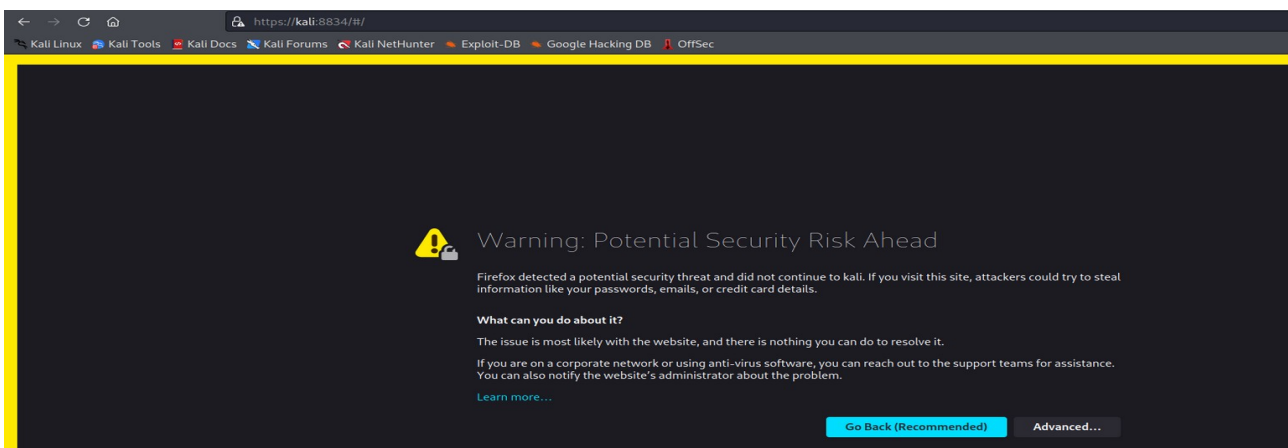 https://kali:8834/#/
Kali Linux Kali Tools Kali Docs Kali Forums Kali NetHunter Exploit-DB Google Hacking DB OffSec
Warning: Potential Security Risk Ahead
Firefox detected a potential security threat and did not continue to kali. If you visit this site, attackers could try to steal
information like your passwords, emails, or credit card details.
What can you do about it?
The issue is most likely with the website, and there is nothing you can do to resolve it.
If you are on a corporate network or using anti-virus software, you can reach out to the support teams for assistance.
You can also notify the website's administrator about the problem.
Learn more...
Go Back (Recommended) Advanced...